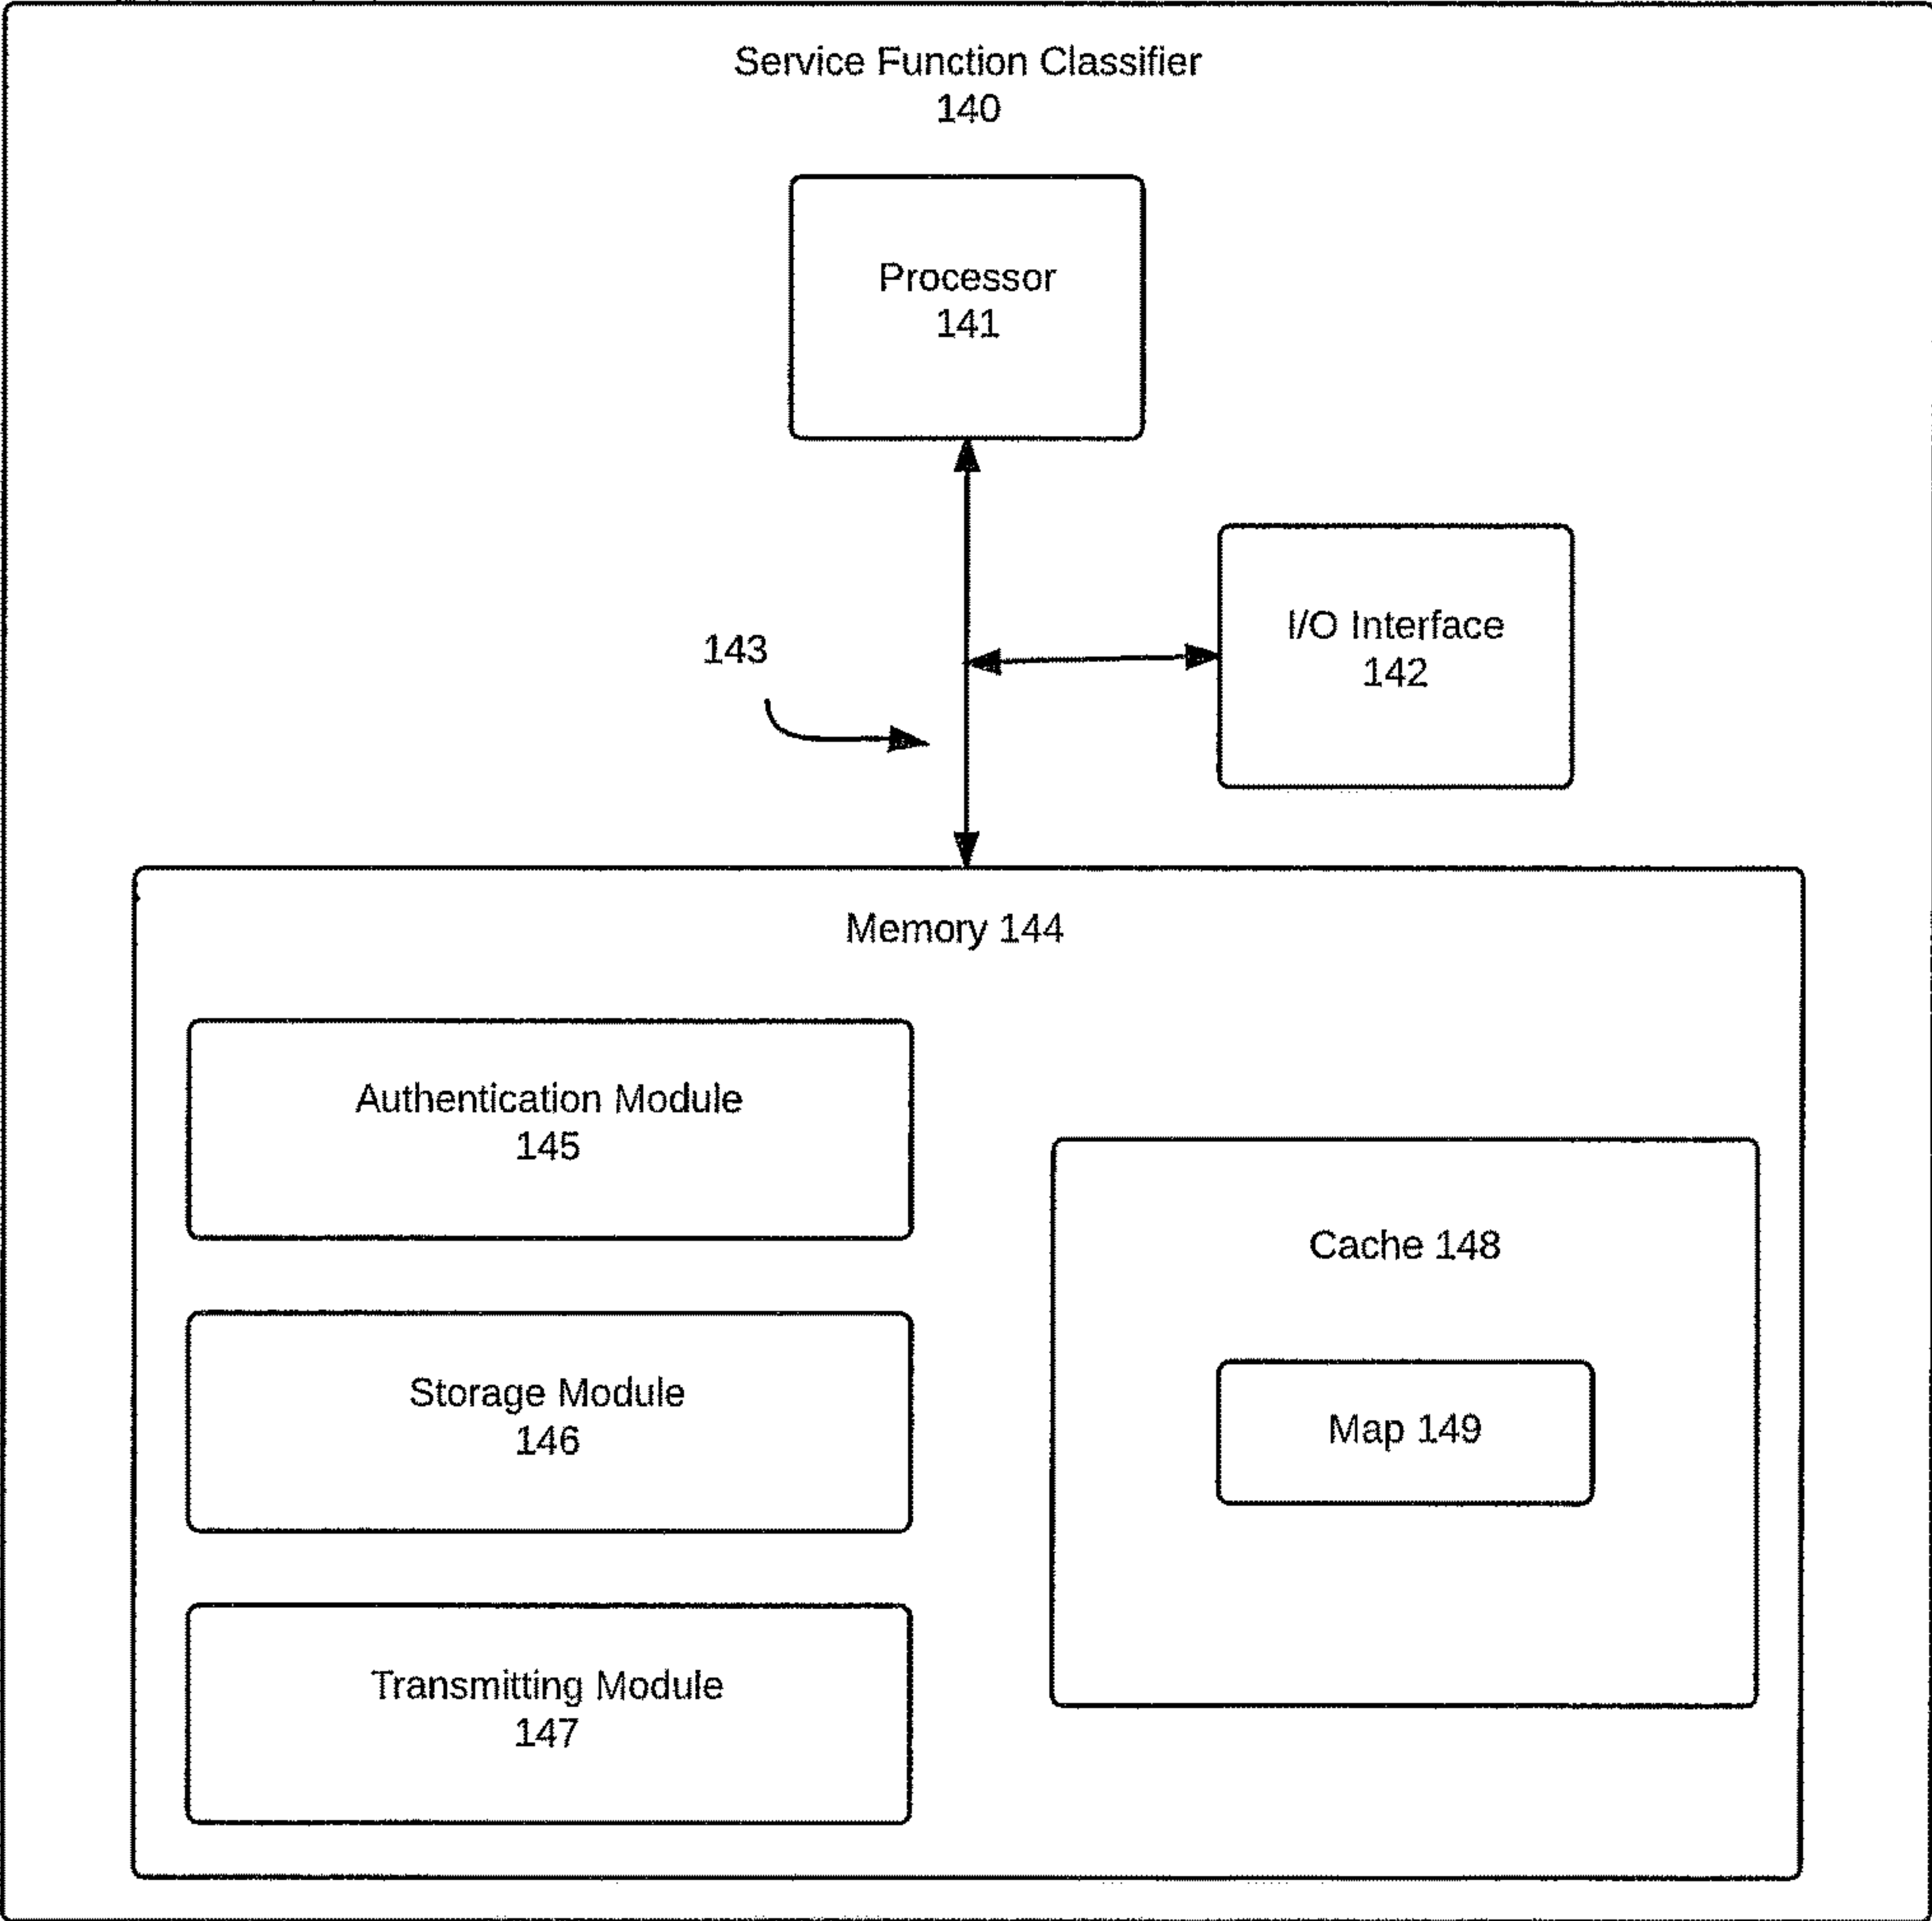 Service Function Classifier
140
Processor
141
I/O Interface
142
143
Memory 144
Authentication Module
145
Cache 148
Storage Module
146
Map 149
Transmitting Module
147